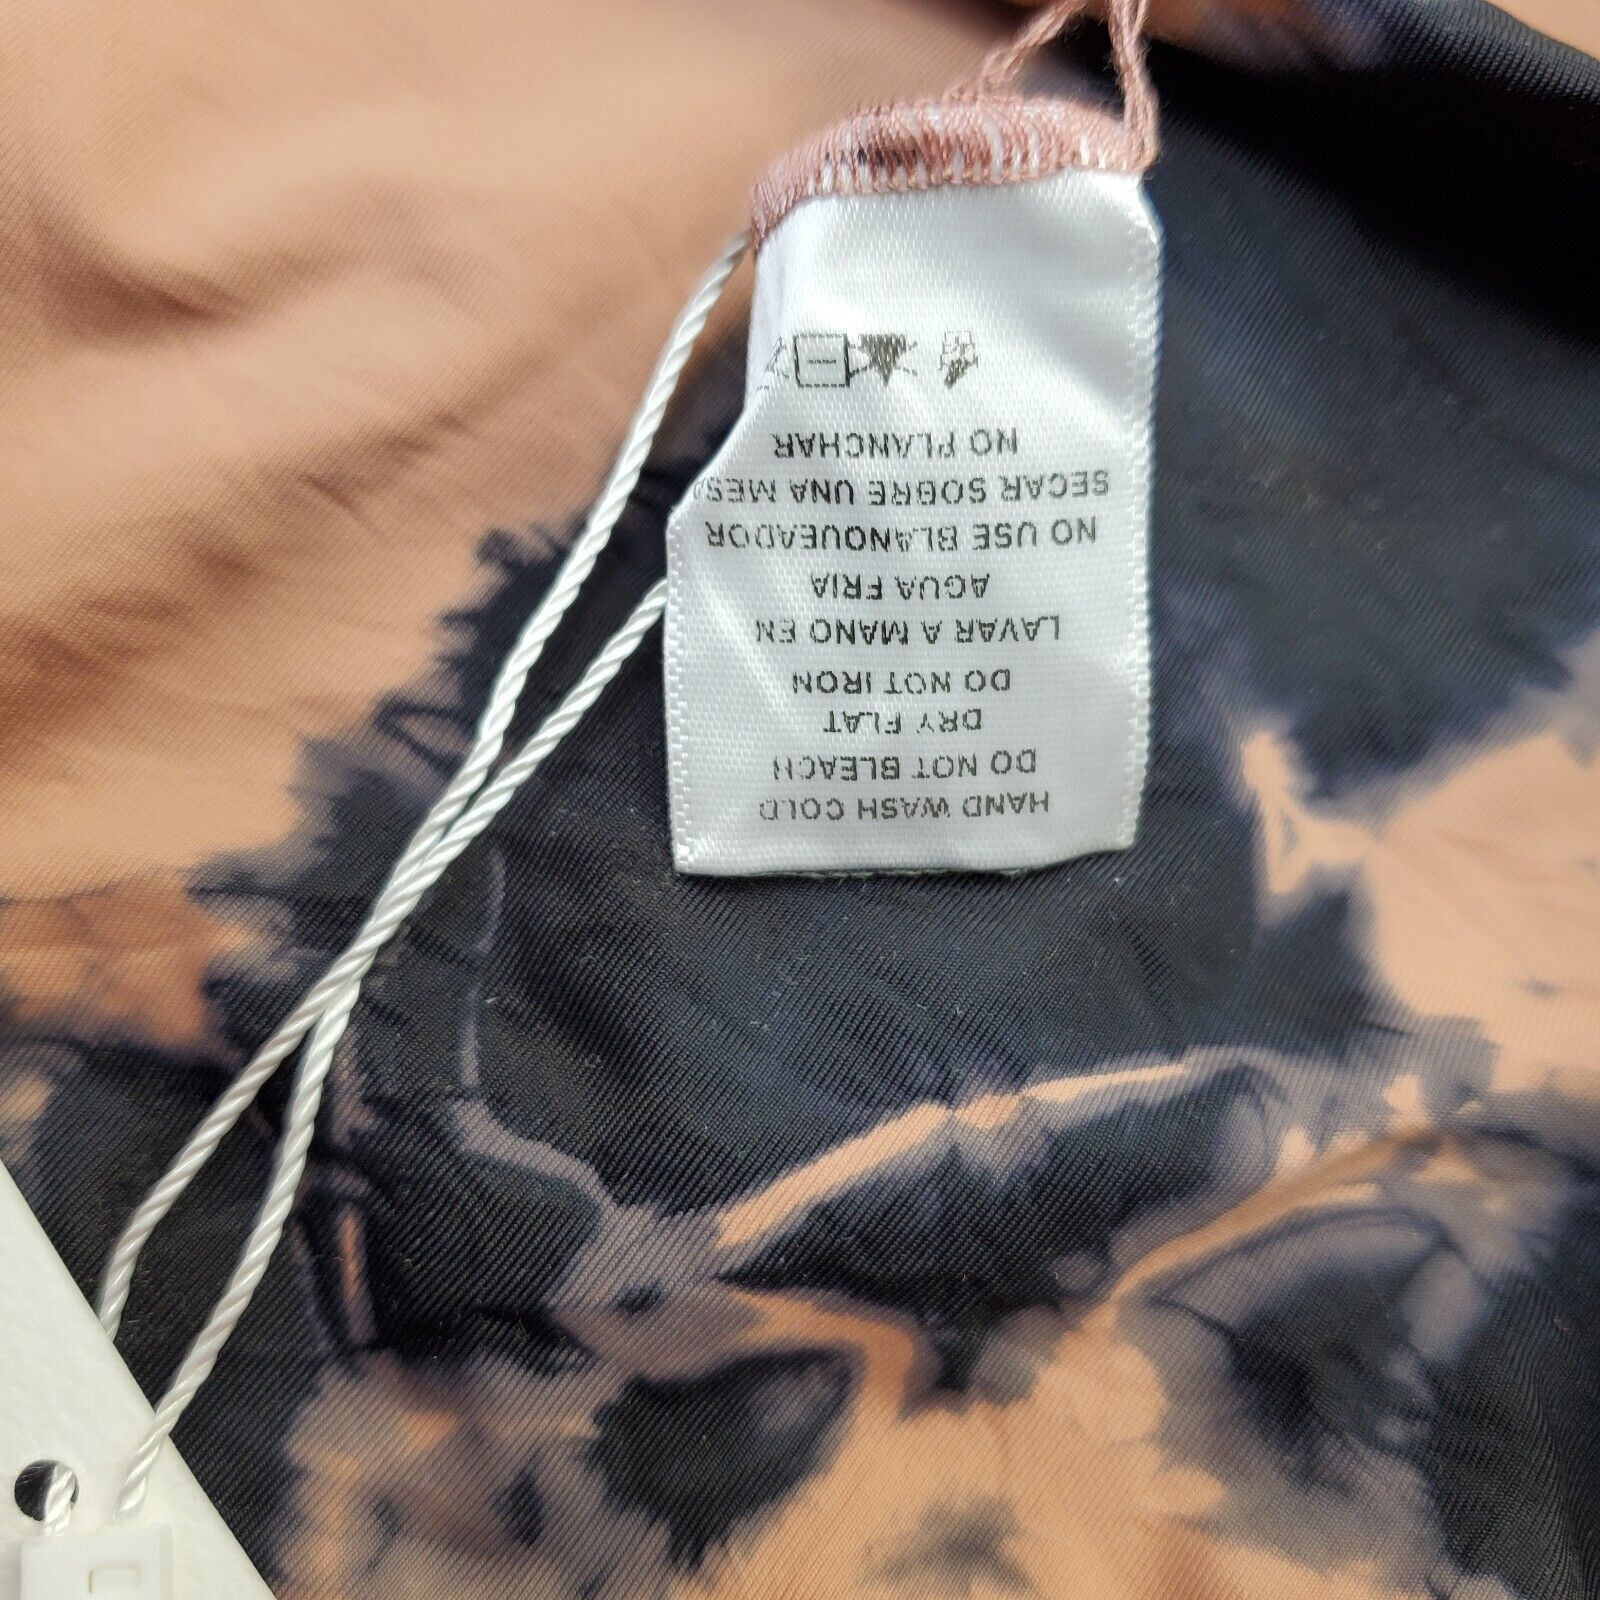 HAND WASH COLD
DO NOT BLEACH
DRY FLAT
DO NOT IRON
LAVAR A MANO EN
AGUA FRIA
NO USE BLANQUEADOR
SECAR SOBRE UNA MESA
NO PLANCHAR